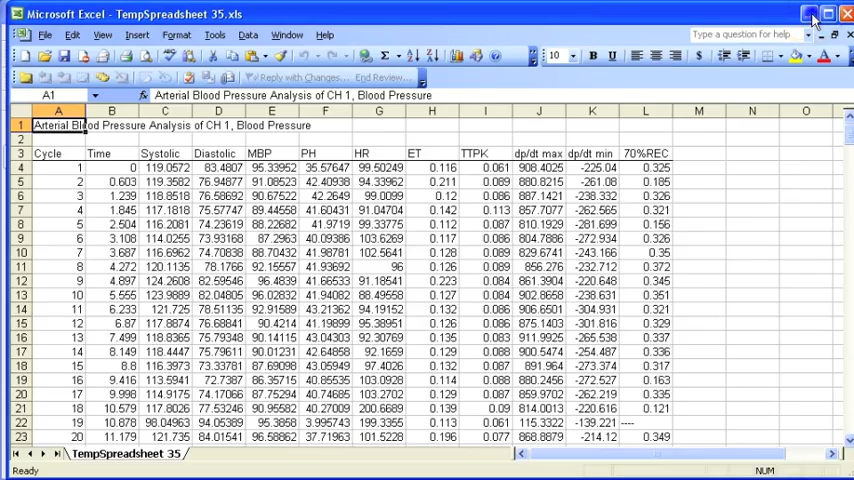 Microsoft Excel - TempSpreadsheet 35.xls
File Edit View Insert Format Tools Data Window Help Type a question for help
10 B U $
Reply with Changes... End Review...
A1 fx Arterial Blood Pressure Analysis of CH 1, Blood Pressure
A B C D E F G H I J K L M N O
1 Arterial Blood Pressure Analysis of CH 1, Blood Pressure
2
3 Cycle Time Systolic Diastolic MBP PH HR ET TTPK dp/dt max dp/dt min 70%REC
4 1 0 119.0572 83.4807 95.33952 35.57647 99.50249 0.116 0.061 908.4025 -225.04 0.325
5 2 0.603 119.3582 76.94877 91.08523 42.40938 94.33962 0.211 0.089 880.8215 -261.08 0.185
6 3 1.239 118.8518 76.58692 90.67522 42.2649 99.0099 0.12 0.086 887.1421 -238.332 0.326
7 4 1.845 117.1818 75.57747 89.44558 41.60431 91.04704 0.142 0.113 857.7077 -262.565 0.321
8 5 2.504 116.2081 74.23619 88.22682 41.9719 99.33775 0.112 0.087 810.1929 -281.699 0.156
9 6 3.108 114.0255 73.93168 87.2963 40.09386 103.6269 0.117 0.086 804.7886 -272.934 0.326
10 7 3.687 116.6962 74.70838 88.70432 41.98781 102.5641 0.128 0.089 829.6741 -243.166 0.35
11 8 4.272 120.1135 78.1766 92.15557 41.93692 96 0.126 0.089 856.276 -232.712 0.372
12 9 4.897 124.2608 82.59546 96.4839 41.66533 91.18541 0.223 0.084 861.3904 -220.648 0.345
13 10 5.555 123.9889 82.04805 96.02832 41.94082 88.49558 0.127 0.084 902.8658 -238.631 0.351
14 11 6.233 121.725 78.51135 92.91589 43.21362 94.19152 0.132 0.086 906.6501 -304.931 0.321
15 12 6.87 117.8874 76.68841 90.4214 41.19899 95.38951 0.126 0.086 875.1403 -301.816 0.329
16 13 7.499 118.8365 75.79348 90.14115 43.04303 92.30769 0.135 0.083 911.9925 -265.538 0.337
17 14 8.149 118.4447 75.79611 90.01231 42.64858 92.1659 0.129 0.088 900.5474 -254.487 0.336
18 15 8.8 116.3973 73.33781 87.69098 43.05949 97.4026 0.132 0.086 891.964 -273.374 0.317
19 16 9.416 113.5941 72.7387 86.35715 40.85535 103.0928 0.114 0.088 880.2456 -272.527 0.163
20 17 9.998 114.9175 74.17066 87.75294 40.74685 103.2702 0.129 0.086 859.9702 -262.219 0.335
21 18 10.579 117.8026 77.53246 90.95582 40.27009 200.6689 0.139 0.09 814.0013 -220.616 0.121
22 19 10.878 98.04963 94.05389 95.3858 3.995743 199.3355 0.113 0.061 115.3322 -139.221 ----
23 20 11.179 121.735 84.01541 96.58862 37.71963 101.5228 0.196 0.077 868.8879 -214.12 0.349
TempSpreadsheet 35
Ready NUM